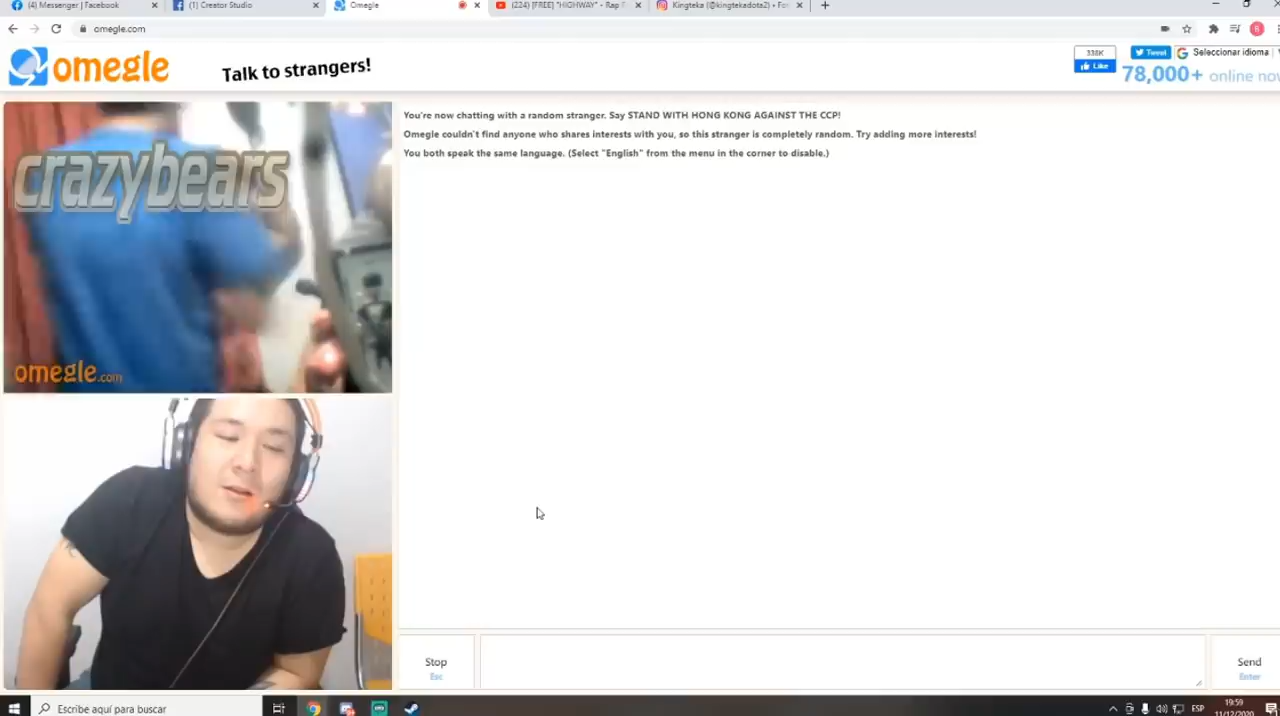 (4) Messenger | Facebook
(1) Creator Studio
Omegle
(224) [FREE] "HIGHWAY" - Rap F
Kingteka (@kingtekadota2) • Fo
omegle.com
omegle
Talk to strangers!
338K
Like
Tweet
Seleccionar idioma
78,000+ online now
crazybears
omegle.com
You're now chatting with a random stranger. Say STAND WITH HONG KONG AGAINST THE CCP!
Omegle couldn't find anyone who shares interests with you, so this stranger is completely random. Try adding more interests!
You both speak the same language. (Select "English" from the menu in the corner to disable.)
Stop
Esc
Send
Enter
Escribe aquí para buscar
ESP
19:59
11/12/2020